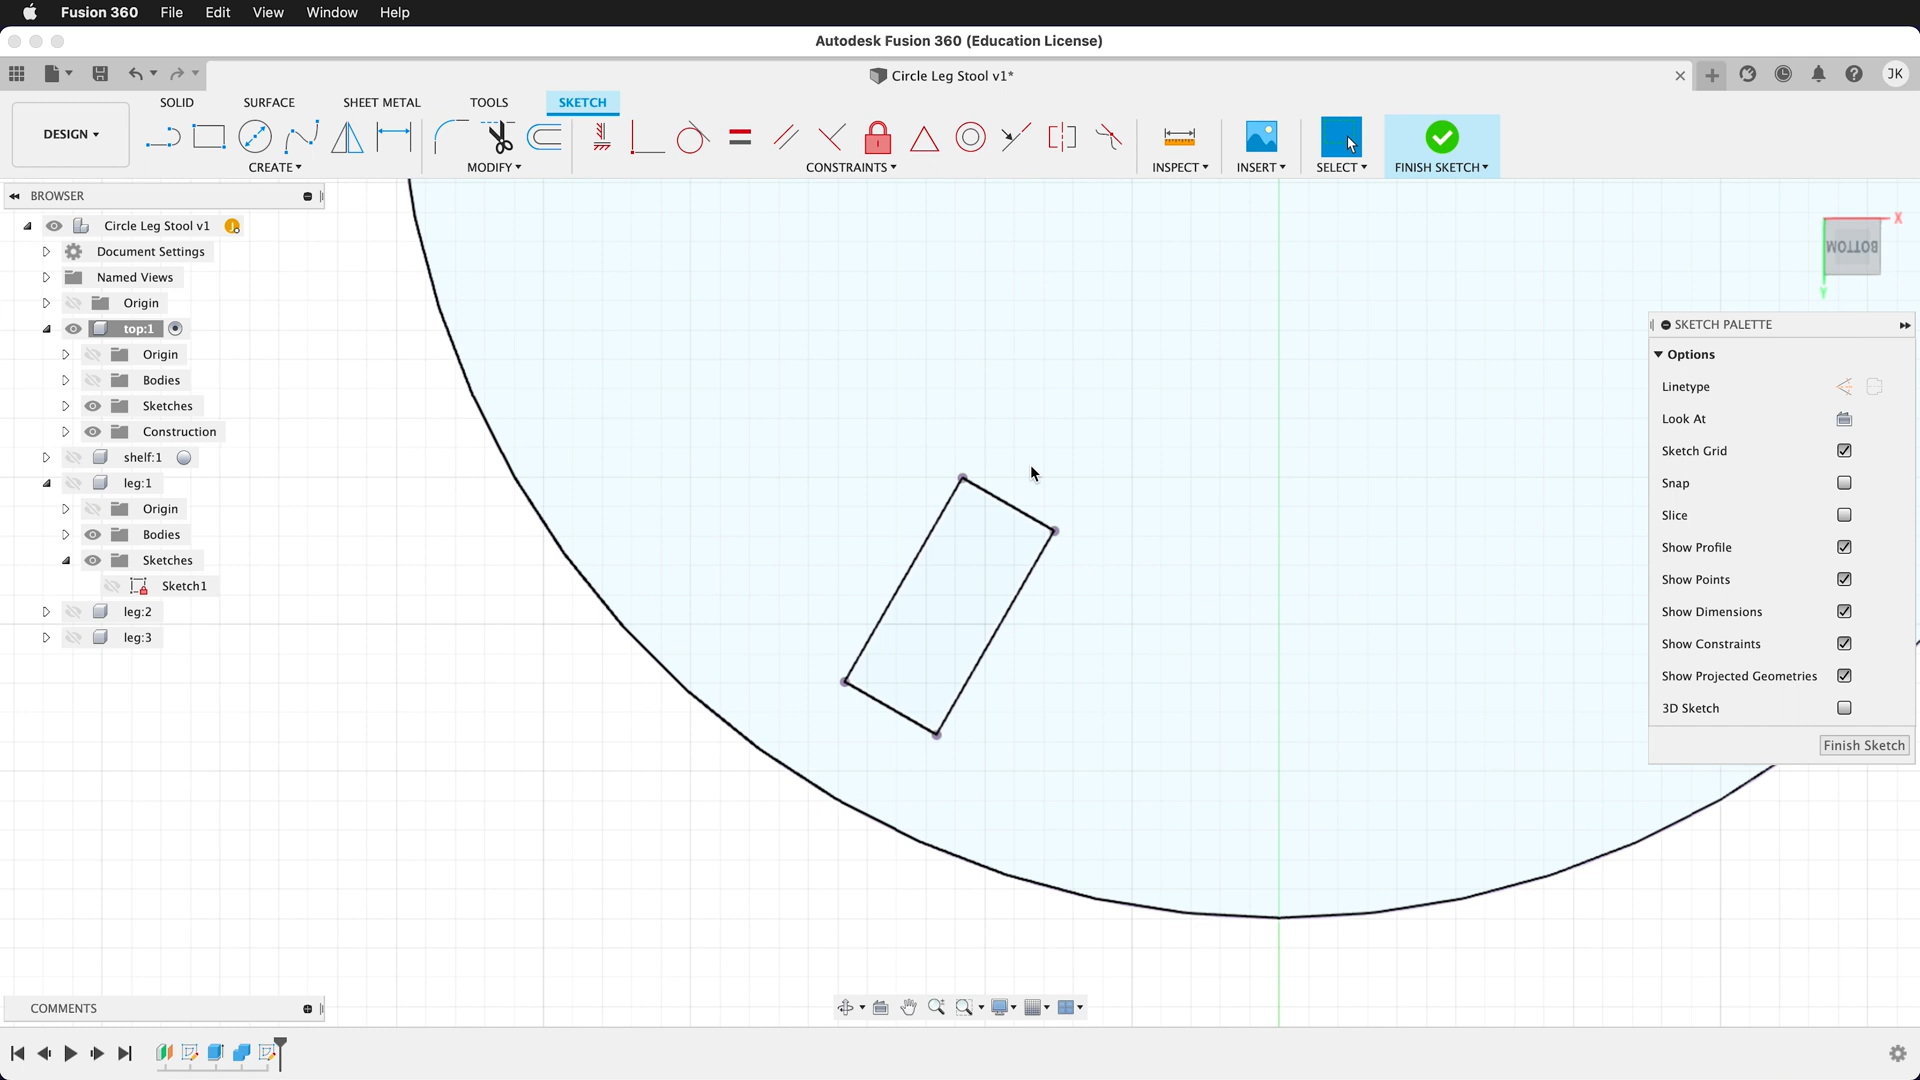 Fusion 360 File Edit View Window Help
Autodesk Fusion 360 (Education License)
Circle Leg Stool v1*
JK
SOLID SURFACE SHEET METAL TOOLS SKETCH
DESIGN
CREATE MODIFY CONSTRAINTS INSPECT INSERT SELECT FINISH SKETCH
BROWSER
Circle Leg Stool v1
Document Settings
Named Views
Origin
top:1
Origin
Bodies
Sketches
Construction
shelf:1
leg:1
Origin
Bodies
Sketches
Sketch1
leg:2
leg:3
X
BOTTOM
Y
SKETCH PALETTE
Options
Linetype
Look At
Sketch Grid
Snap
Slice
Show Profile
Show Points
Show Dimensions
Show Constraints
Show Projected Geometries
3D Sketch
Finish Sketch
COMMENTS